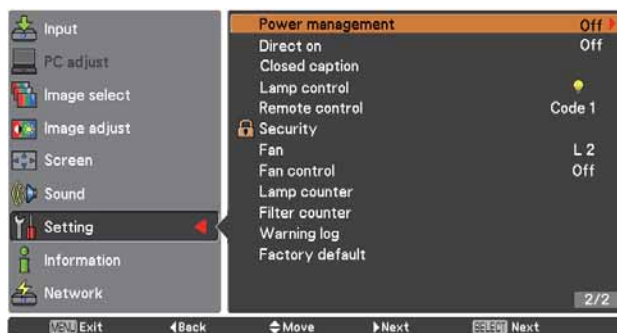 Input
PC adjust
Image select
Image adjust
Screen
Sound
Setting
Information
Network
Power management Off
Direct on Off
Closed caption
Lamp control
Remote control Code 1
Security
Fan L 2
Fan control Off
Lamp counter
Filter counter
Warning log
Factory default
2/2
MENU Exit Back Move Next SELECT Next